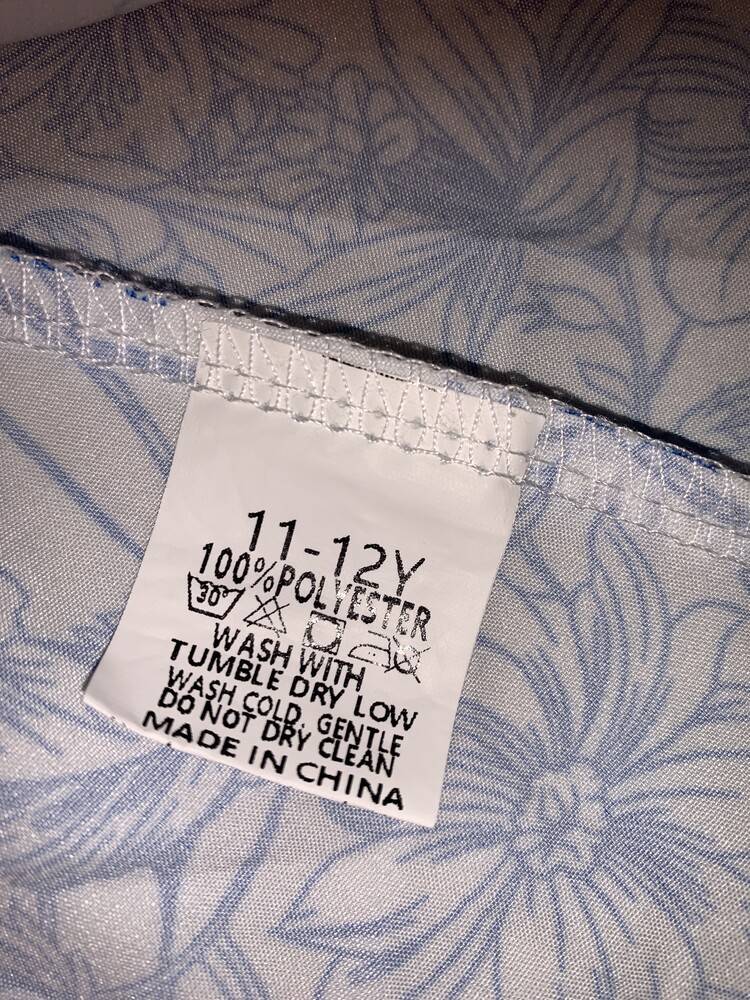 11-12Y
100%POLYESTER
30
WASH WITH
TUMBLE DRY LOW
WASH COLD, GENTLE
DO NOT DRY CLEAN
MADE IN CHINA